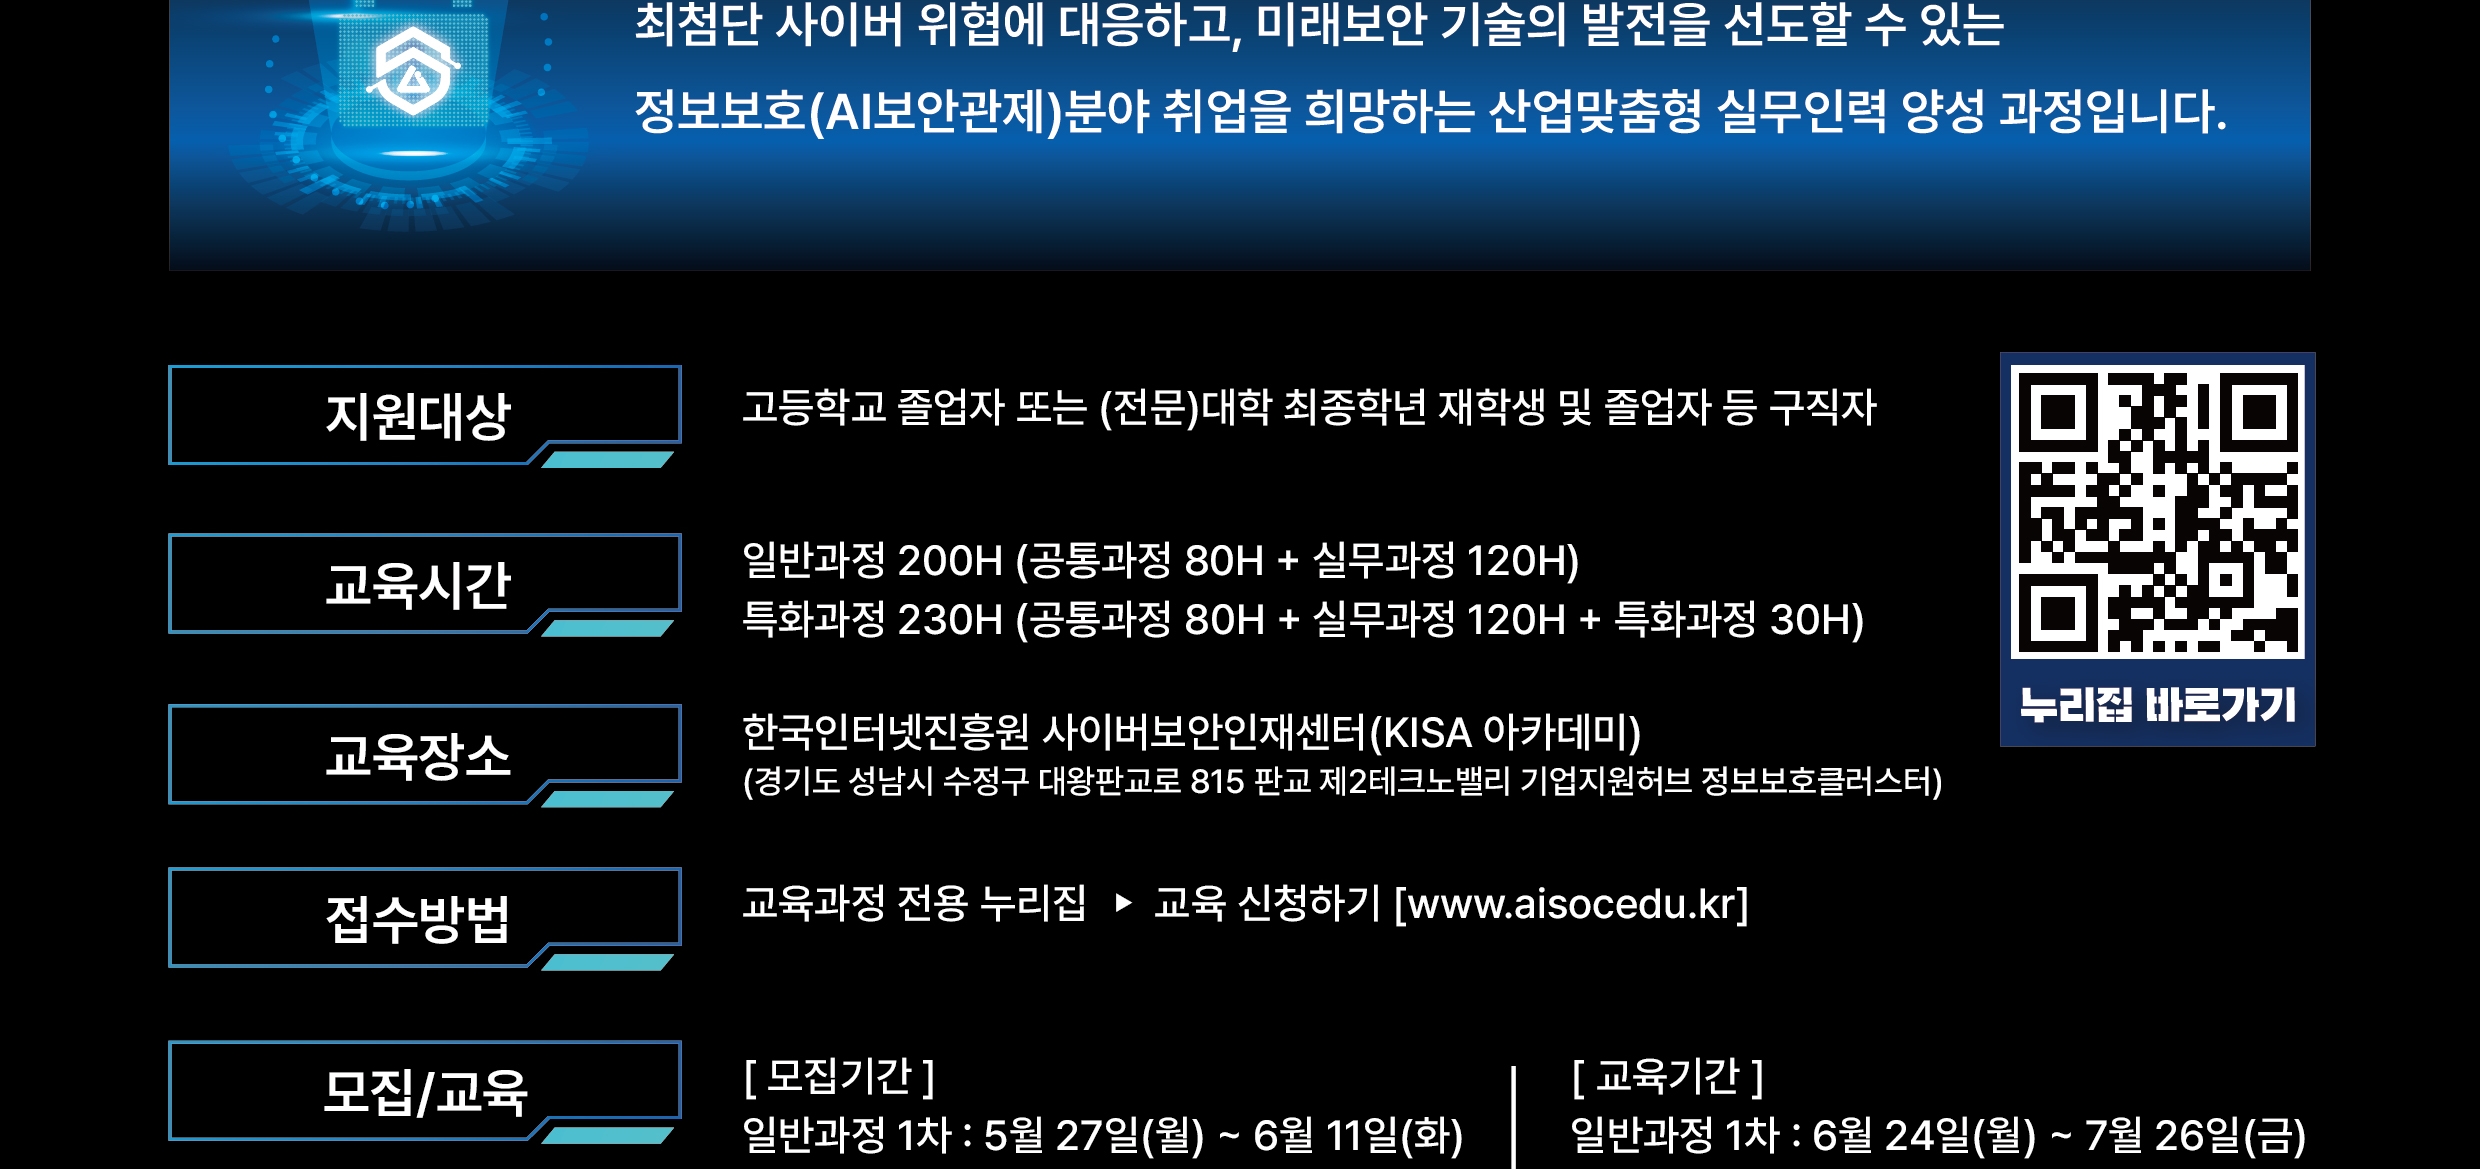 최첨단 사이버 위협에 대응하고, 미래보안 기술의 발전을 선도할 수 있는
정보보호(AI보안관제)분야 취업을 희망하는 산업맞춤형 실무인력 양성 과정입니다.
지원대상
고등학교 졸업자 또는 (전문)대학 최종학년 재학생 및 졸업자 등 구직자
교육시간
일반과정 200H (공통과정 80H + 실무과정 120H)
특화과정 230H (공통과정 80H + 실무과정 120H + 특화과정 30H)
누리집 바로가기
교육장소
한국인터넷진흥원 사이버보안인재센터(KISA 아카데미)
(경기도 성남시 수정구 대왕판교로 815 판교 제2테크노밸리 기업지원허브 정보보호클러스터)
접수방법
교육과정 전용 누리집 ▶ 교육 신청하기 [www.aisocedu.kr]
모집/교육
[ 모집기간 ]
일반과정 1차 : 5월 27일(월) ~ 6월 11일(화)
[ 교육기간 ]
일반과정 1차 : 6월 24일(월) ~ 7월 26일(금)